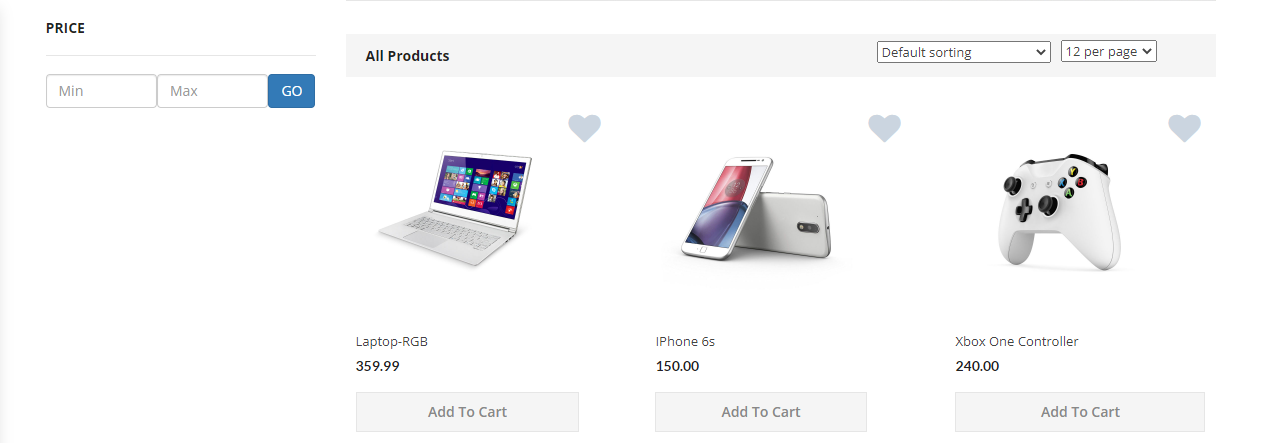 PRICE
Min Max GO
All Products Default sorting 12 per page
Laptop-RGB IPhone 6s Xbox One Controller
359.99 150.00 240.00
Add To Cart Add To Cart Add To Cart